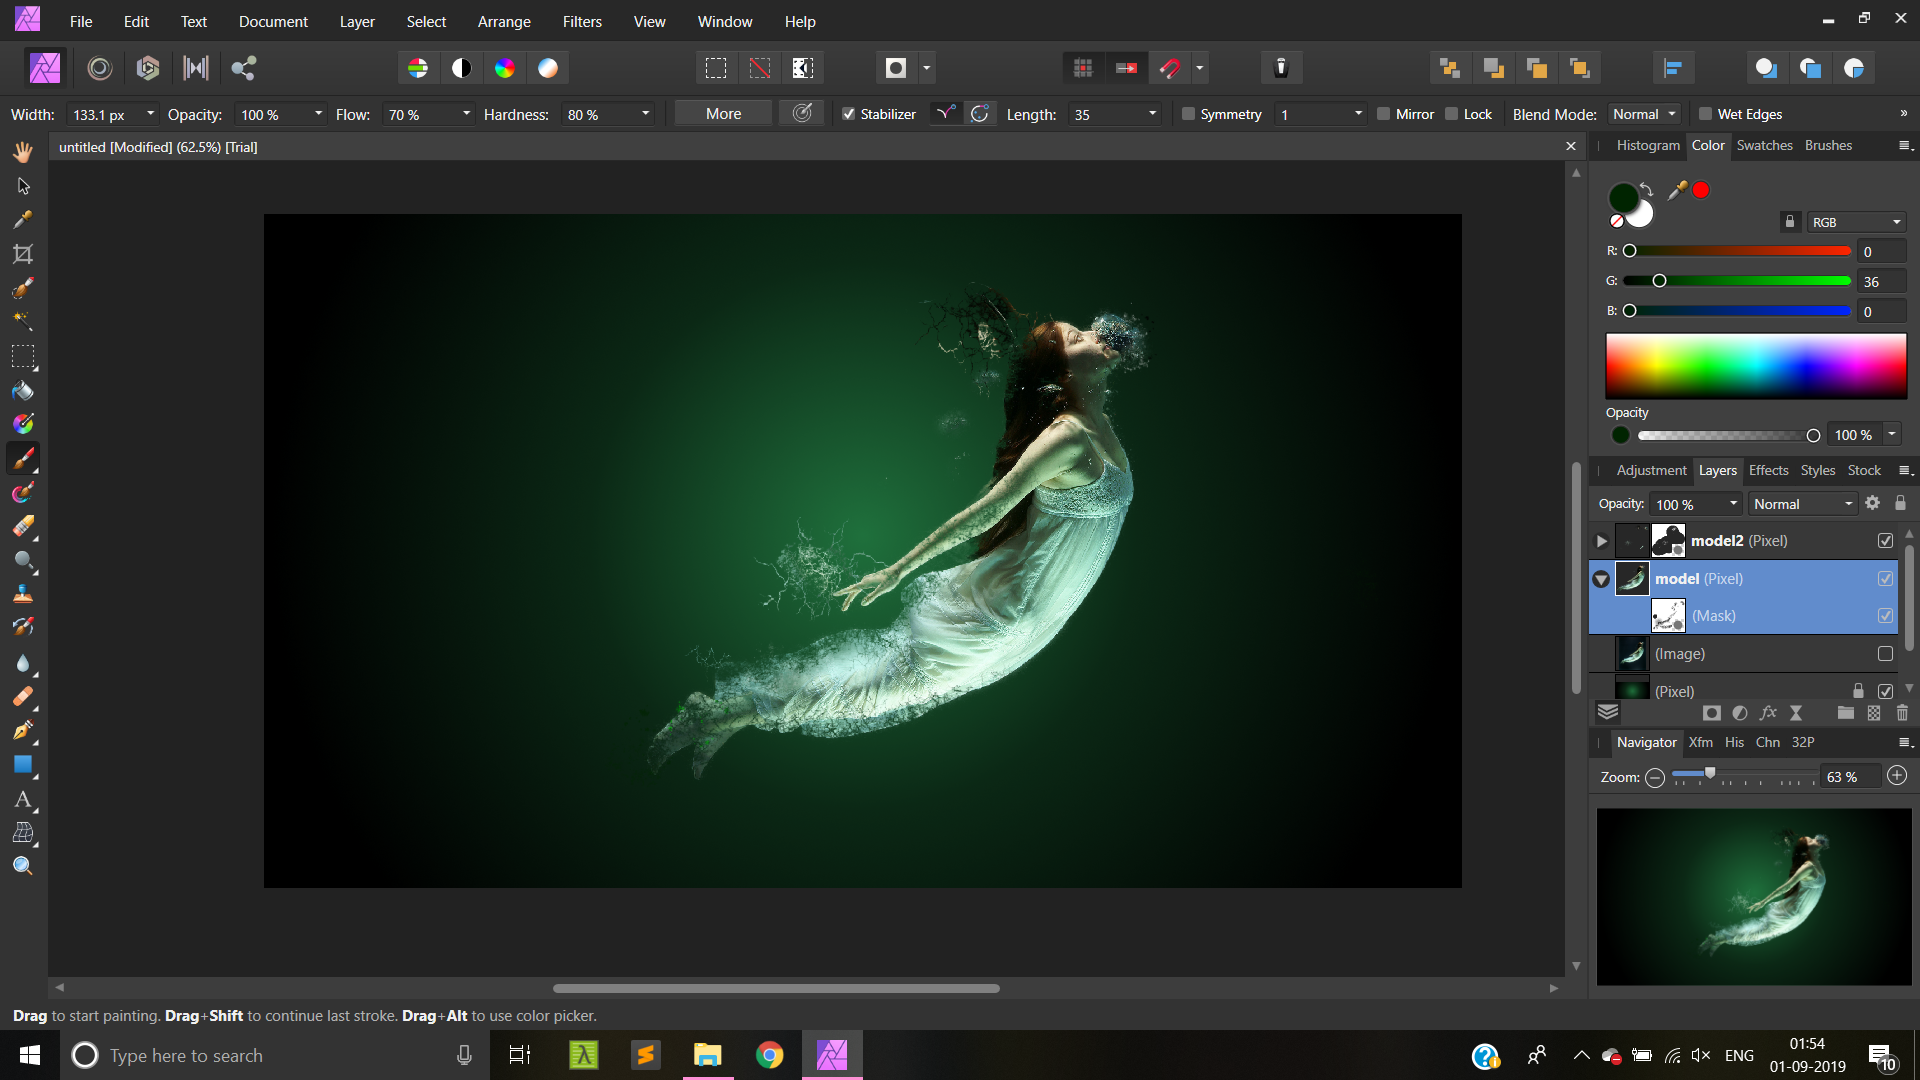 File Edit Text Document Layer Select Arrange Filters View Window Help
Width: 133.1 px Opacity: 100 % Flow: 70 % Hardness: 80 % More Stabilizer Length: 35 Symmetry 1 Mirror Lock Blend Mode: Normal Wet Edges »
untitled [Modified] (62.5%) [Trial]
Histogram Color Swatches Brushes
RGB
R: 0
G: 36
B: 0
Opacity
100 %
Adjustment Layers Effects Styles Stock
Opacity: 100 % Normal
model2 (Pixel)
model (Pixel)
(Mask)
(Image)
(Pixel)
fx
Navigator Xfm His Chn 32P
Zoom: 63 %
Drag to start painting. Drag+Shift to continue last stroke. Drag+Alt to use color picker.
Type here to search
ENG
01:54
01-09-2019
10